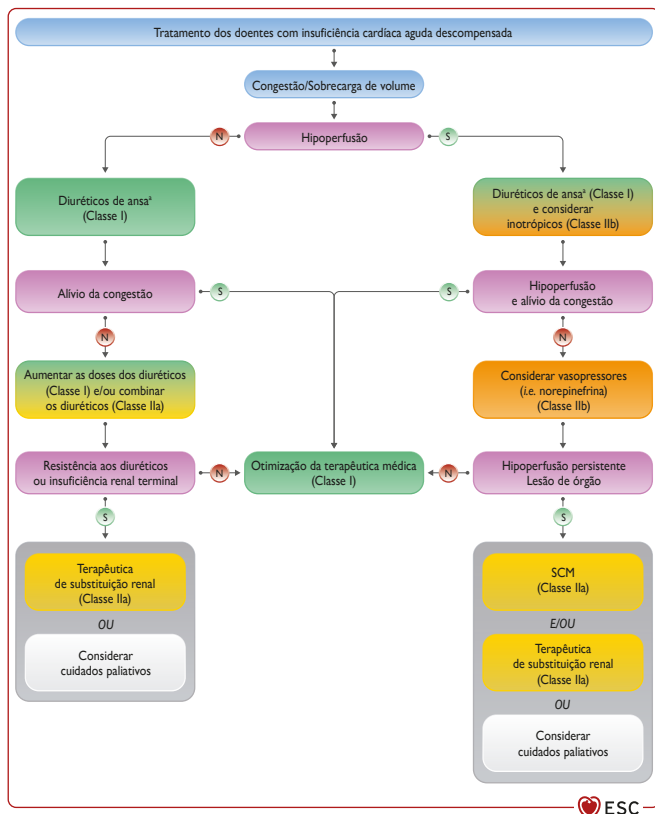 Tratamento dos doentes com insuficiência cardíaca aguda descompensada
Congestão/Sobrecarga de volume
N
Hipoperfusão
S
Diuréticos de ansaª
(Classe I)
Diuréticos de ansaª (Classe I)
e considerar
inotrópicos (Classe IIb)
Alívio da congestão
S
S
Hipoperfusão
e alívio da congestão
N
N
Aumentar as doses dos diuréticos
(Classe I) e/ou combinar
os diuréticos (Classe IIa)
Considerar vasopressores
(i.e. norepinefrina)
(Classe IIb)
Resistência aos diuréticos
ou insuficiência renal terminal
N
Otimização da terapêutica médica
(Classe I)
N
Hipoperfusão persistente
Lesão de órgão
S
S
Terapêutica
de substituição renal
(Classe IIa)
OU
Considerar
cuidados paliativos
SCM
(Classe IIa)
E/OU
Terapêutica
de substituição renal
(Classe IIa)
OU
Considerar
cuidados paliativos
ESC